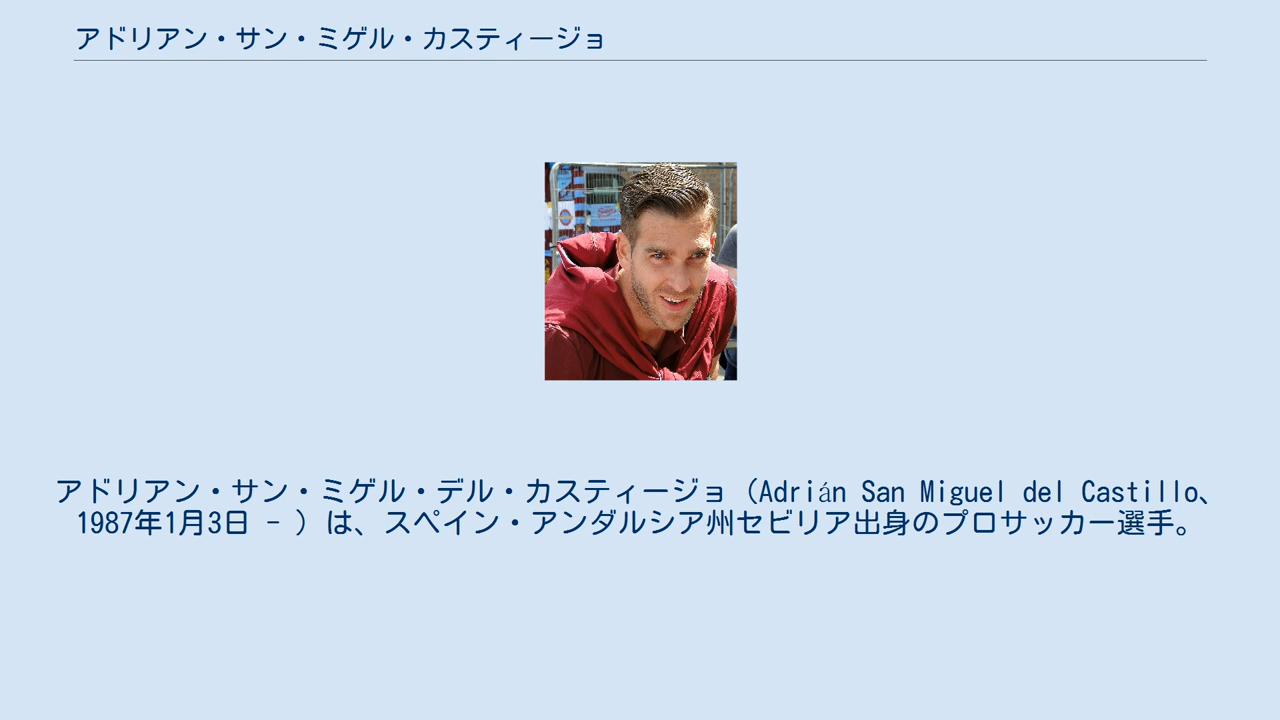 アドリアン・サン・ミゲル・カスティージョ
アドリアン・サン・ミゲル・デル・カスティージョ（Adrián San Miguel del Castillo、
1987年1月3日 - ）は、スペイン・アンダルシア州セビリア出身のプロサッカー選手。